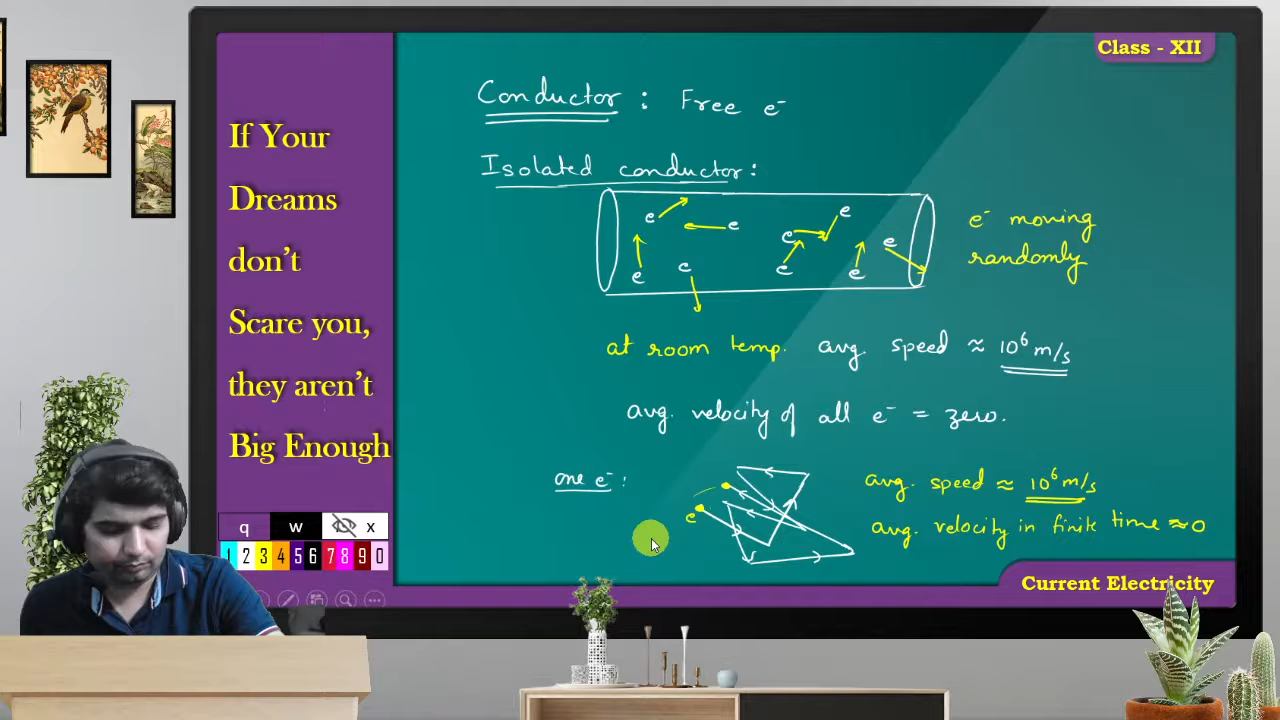 Class - XII
If Your
Dreams
don't
Scare you,
they aren't
Big Enough
Conductor : Free e⁻
Isolated conductor :
e e e e
e e e e e
e⁻ moving
randomly
at room temp. avg. speed ≈ 10⁶ m/s
avg. velocity of all e⁻ = zero.
one e⁻ :
e
avg. speed ≈ 10⁶ m/s
avg. velocity in finite time ≈ 0
q w x
1 2 3 4 5 6 7 8 9 0
Current Electricity